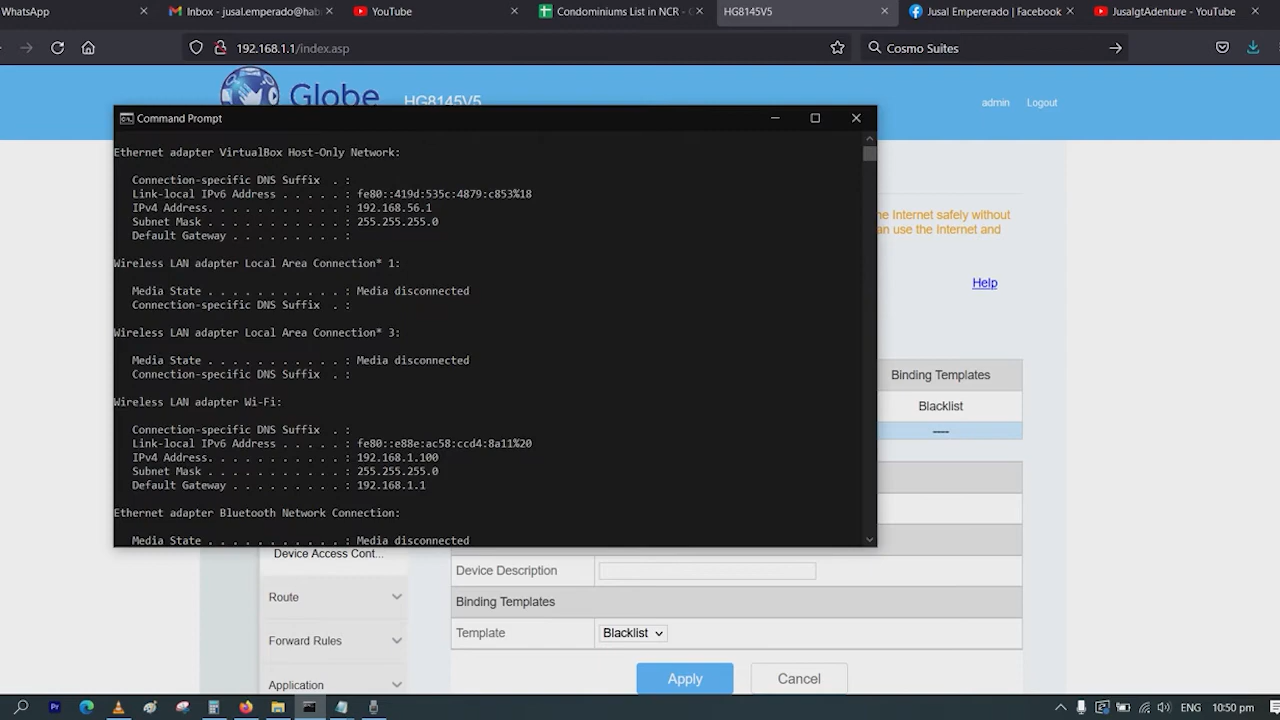 WhatsApp
Inbox - jusal.emperado@hab
YouTube
Condominiums List in NCR -
HG8145V5
Jusal Empererado | Facebook
JusalgtAdenture - YouTube
192.168.1.1/index.asp
Cosmo Suites
Globe
HG8145V5
admin
Logout
Command Prompt
Ethernet adapter VirtualBox Host-Only Network:
Connection-specific DNS Suffix . :
Link-local IPv6 Address . . . . . : fe80::419d:535c:4879:c853%18
IPv4 Address. . . . . . . . . . . : 192.168.56.1
Subnet Mask . . . . . . . . . . . : 255.255.255.0
Default Gateway . . . . . . . . . :
Wireless LAN adapter Local Area Connection* 1:
Media State . . . . . . . . . . . : Media disconnected
Connection-specific DNS Suffix . :
Wireless LAN adapter Local Area Connection* 3:
Media State . . . . . . . . . . . : Media disconnected
Connection-specific DNS Suffix . :
Wireless LAN adapter Wi-Fi:
Connection-specific DNS Suffix . :
Link-local IPv6 Address . . . . . : fe80::e88e:ac58:ccd4:8a11%20
IPv4 Address. . . . . . . . . . . : 192.168.1.100
Subnet Mask . . . . . . . . . . . : 255.255.255.0
Default Gateway . . . . . . . . . : 192.168.1.1
Ethernet adapter Bluetooth Network Connection:
Media State . . . . . . . . . . . : Media disconnected
he Internet safely without
an use the Internet and
Help
Binding Templates
Blacklist
----
Device Access Cont...
Route
Forward Rules
Application
Device Description
Binding Templates
Template
Blacklist
Apply
Cancel
ENG
10:50 pm